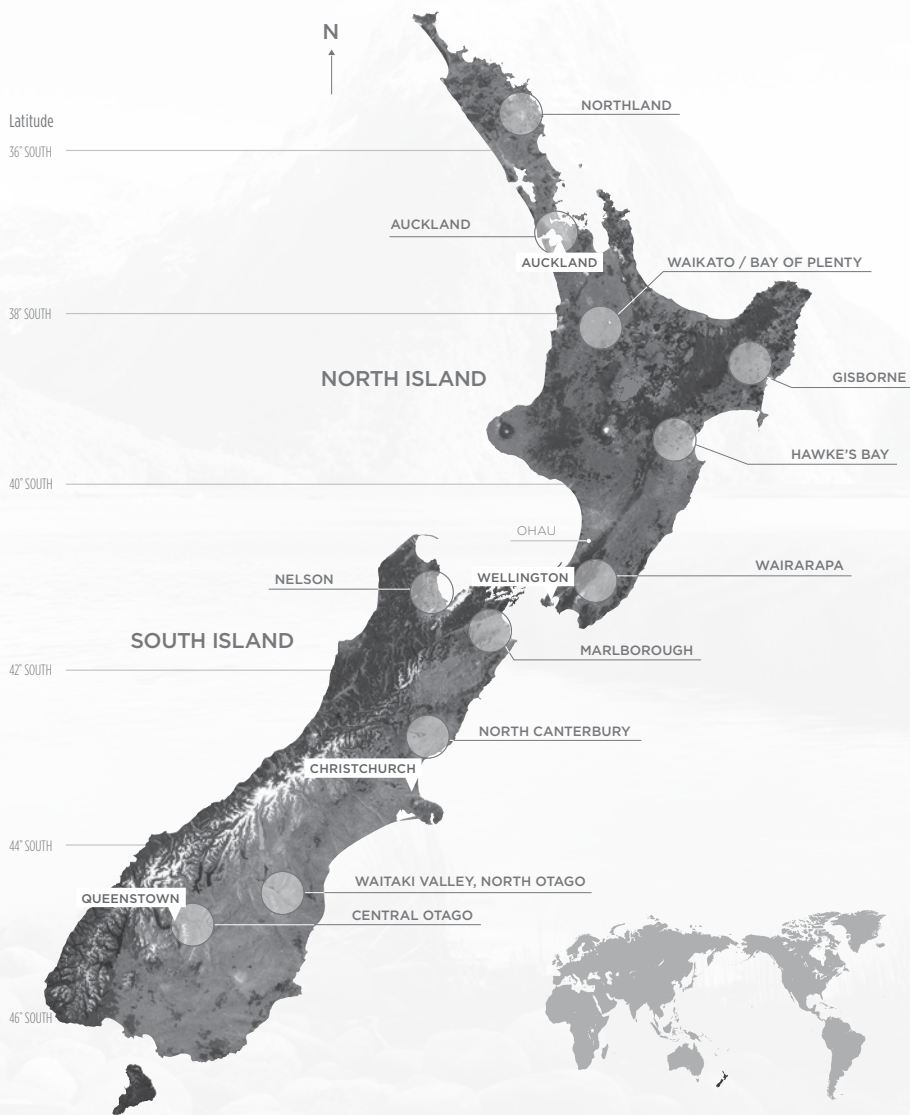 N
NORTHLAND
Latitude
36° SOUTH
AUCKLAND
AUCKLAND
WAIKATO / BAY OF PLENTY
38° SOUTH
NORTH ISLAND
GISBORNE
HAWKE'S BAY
40° SOUTH
OHAU
WAIRARAPA
WELLINGTON
NELSON
SOUTH ISLAND
MARLBOROUGH
42° SOUTH
NORTH CANTERBURY
CHRISTCHURCH
44° SOUTH
WAITAKI VALLEY, NORTH OTAGO
QUEENSTOWN
CENTRAL OTAGO
46° SOUTH